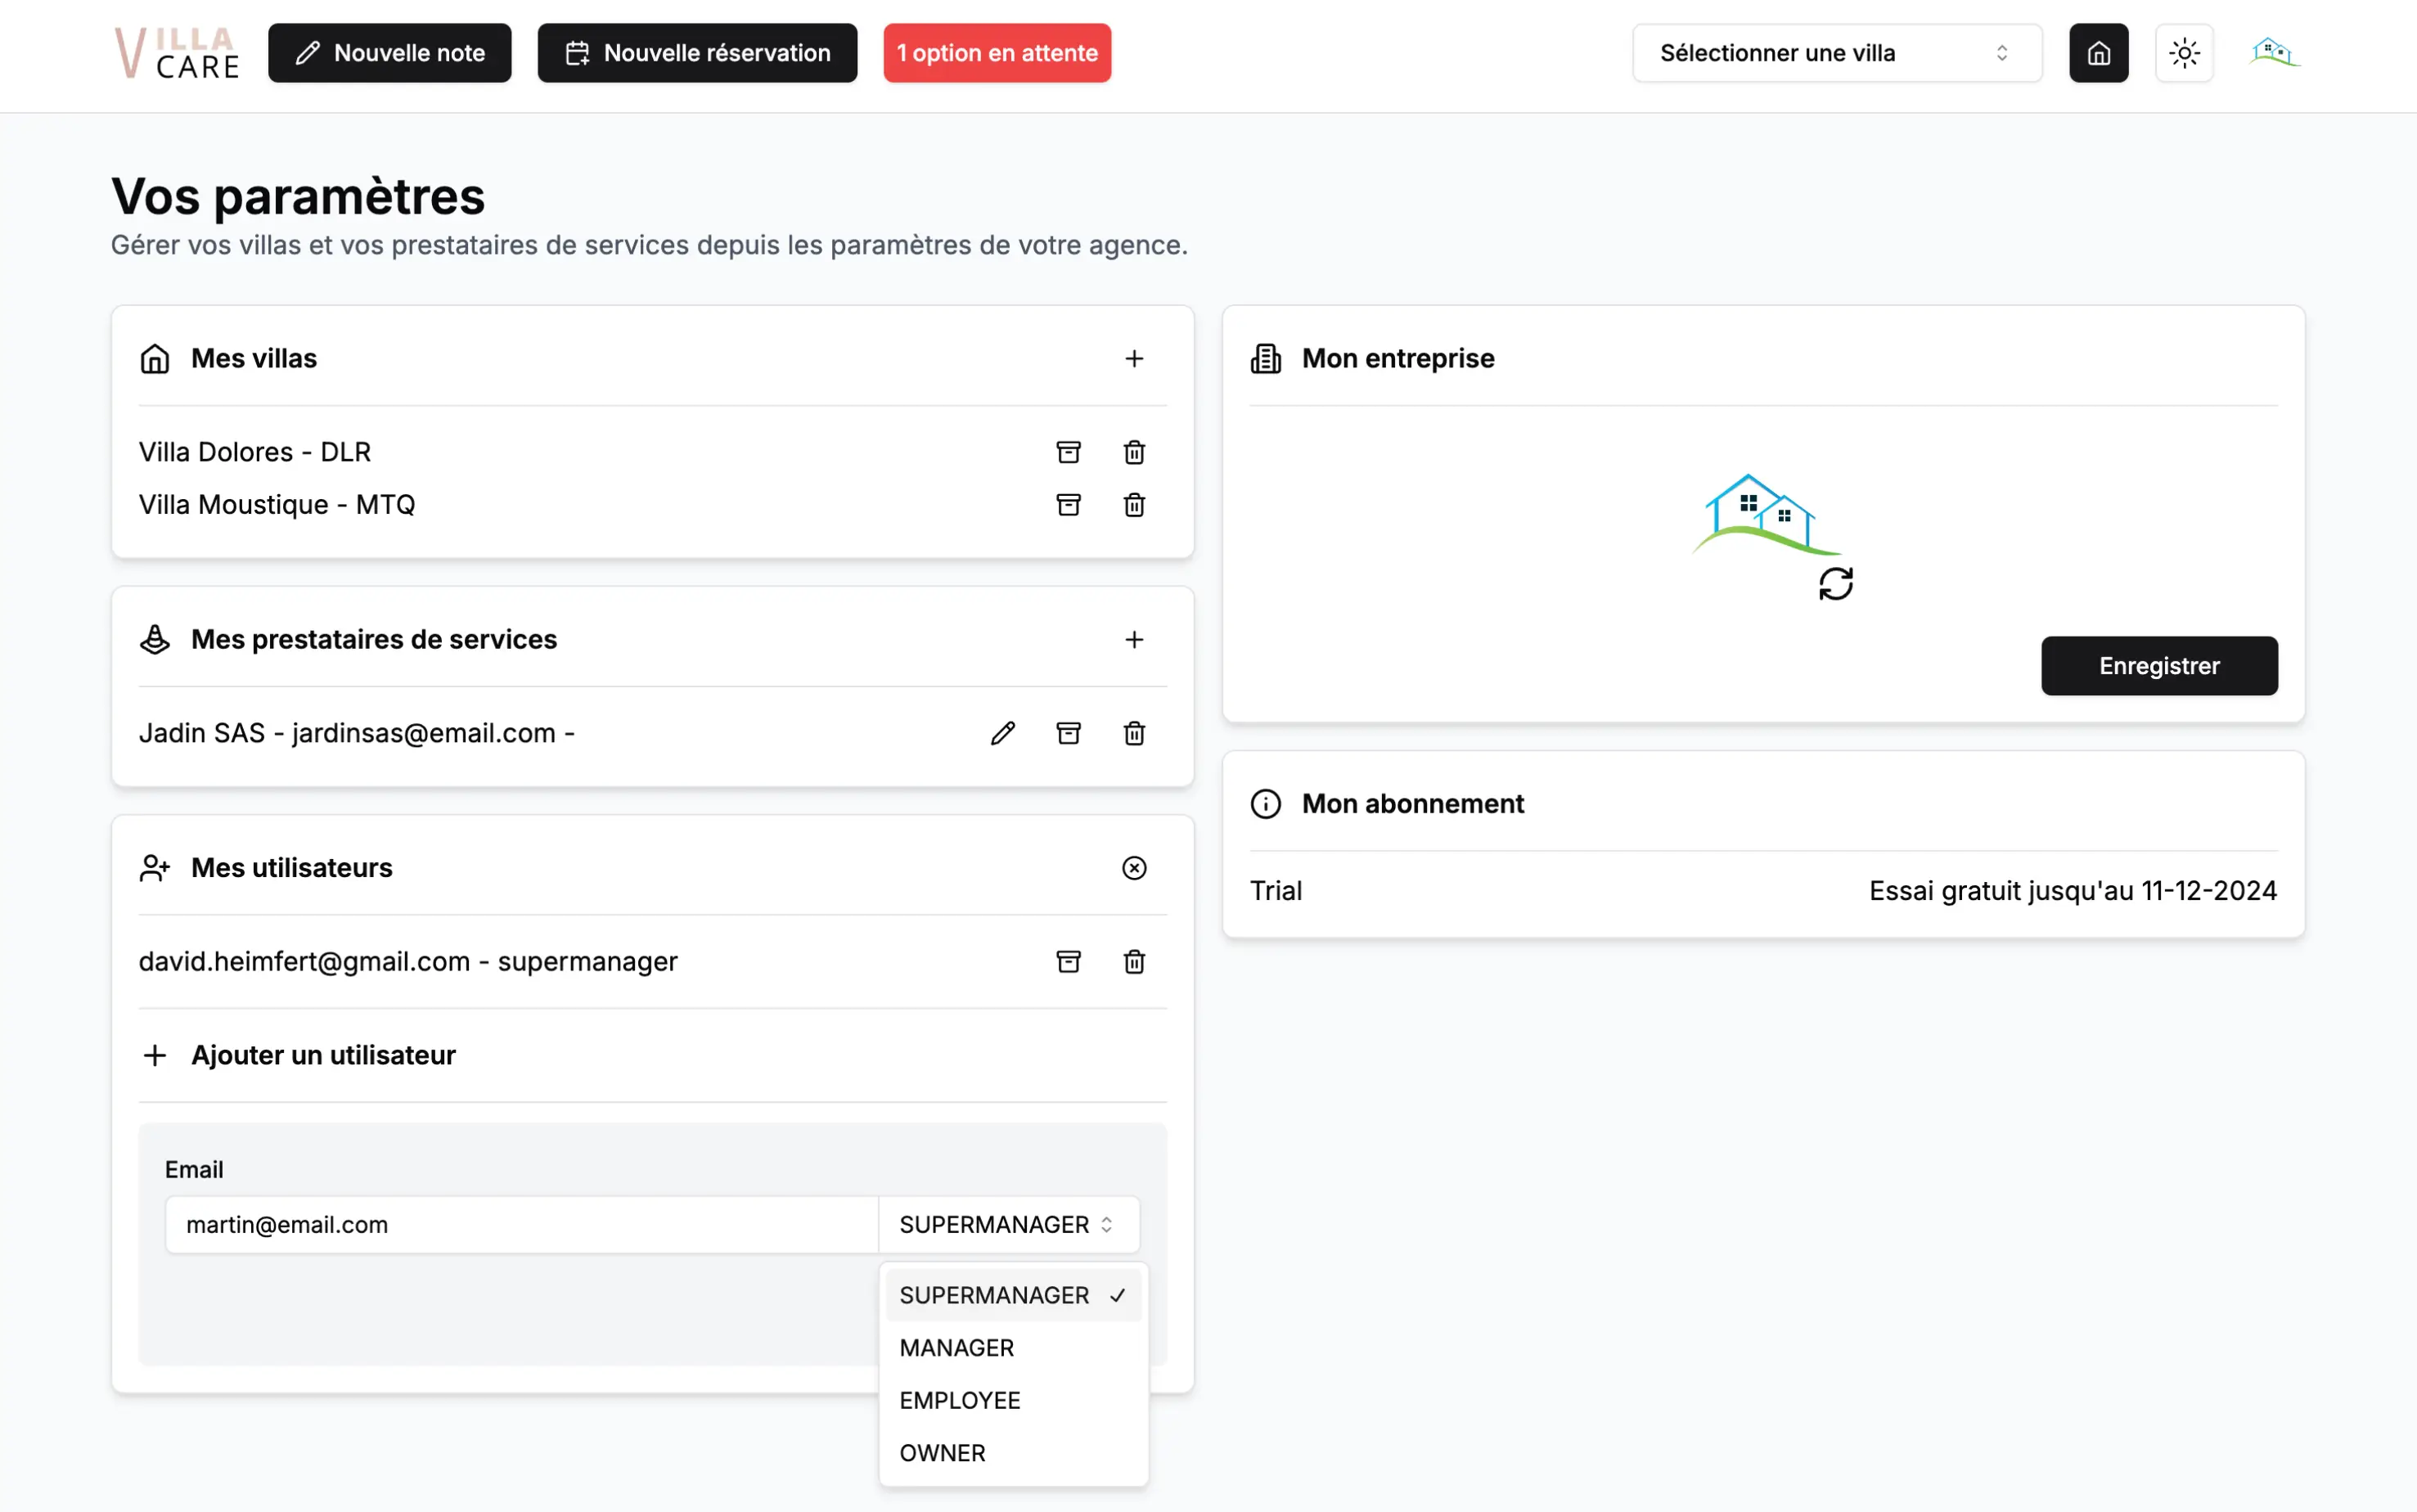 VILLA CARE
Nouvelle note
Nouvelle réservation
1 option en attente
Sélectionner une villa
Vos paramètres
Gérer vos villas et vos prestataires de services depuis les paramètres de votre agence.
Mes villas
Villa Dolores - DLR
Villa Moustique - MTQ
Mes prestataires de services
Jadin SAS - jardinsas@email.com -
Mes utilisateurs
david.heimfert@gmail.com - supermanager
Ajouter un utilisateur
Email
martin@email.com SUPERMANAGER
SUPERMANAGER
MANAGER
EMPLOYEE
OWNER
Mon entreprise
Enregistrer
Mon abonnement
Trial Essai gratuit jusqu'au 11-12-2024